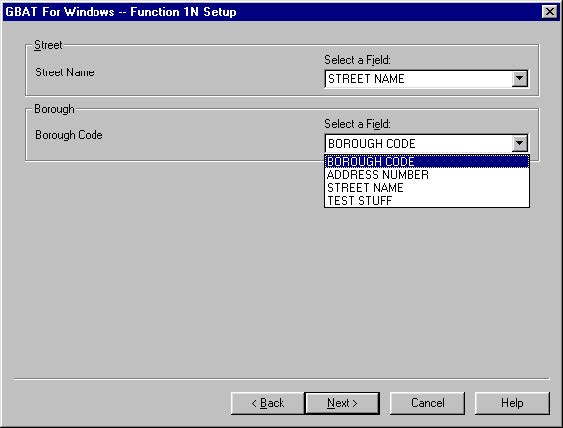 GBAT For Windows -- Function 1N Setup
Street
Street Name
Select a Field:
STREET NAME
Borough
Borough Code
Select a Field:
BOROUGH CODE
BOROUGH CODE
ADDRESS NUMBER
STREET NAME
TEST STUFF
< Back
Next >
Cancel
Help